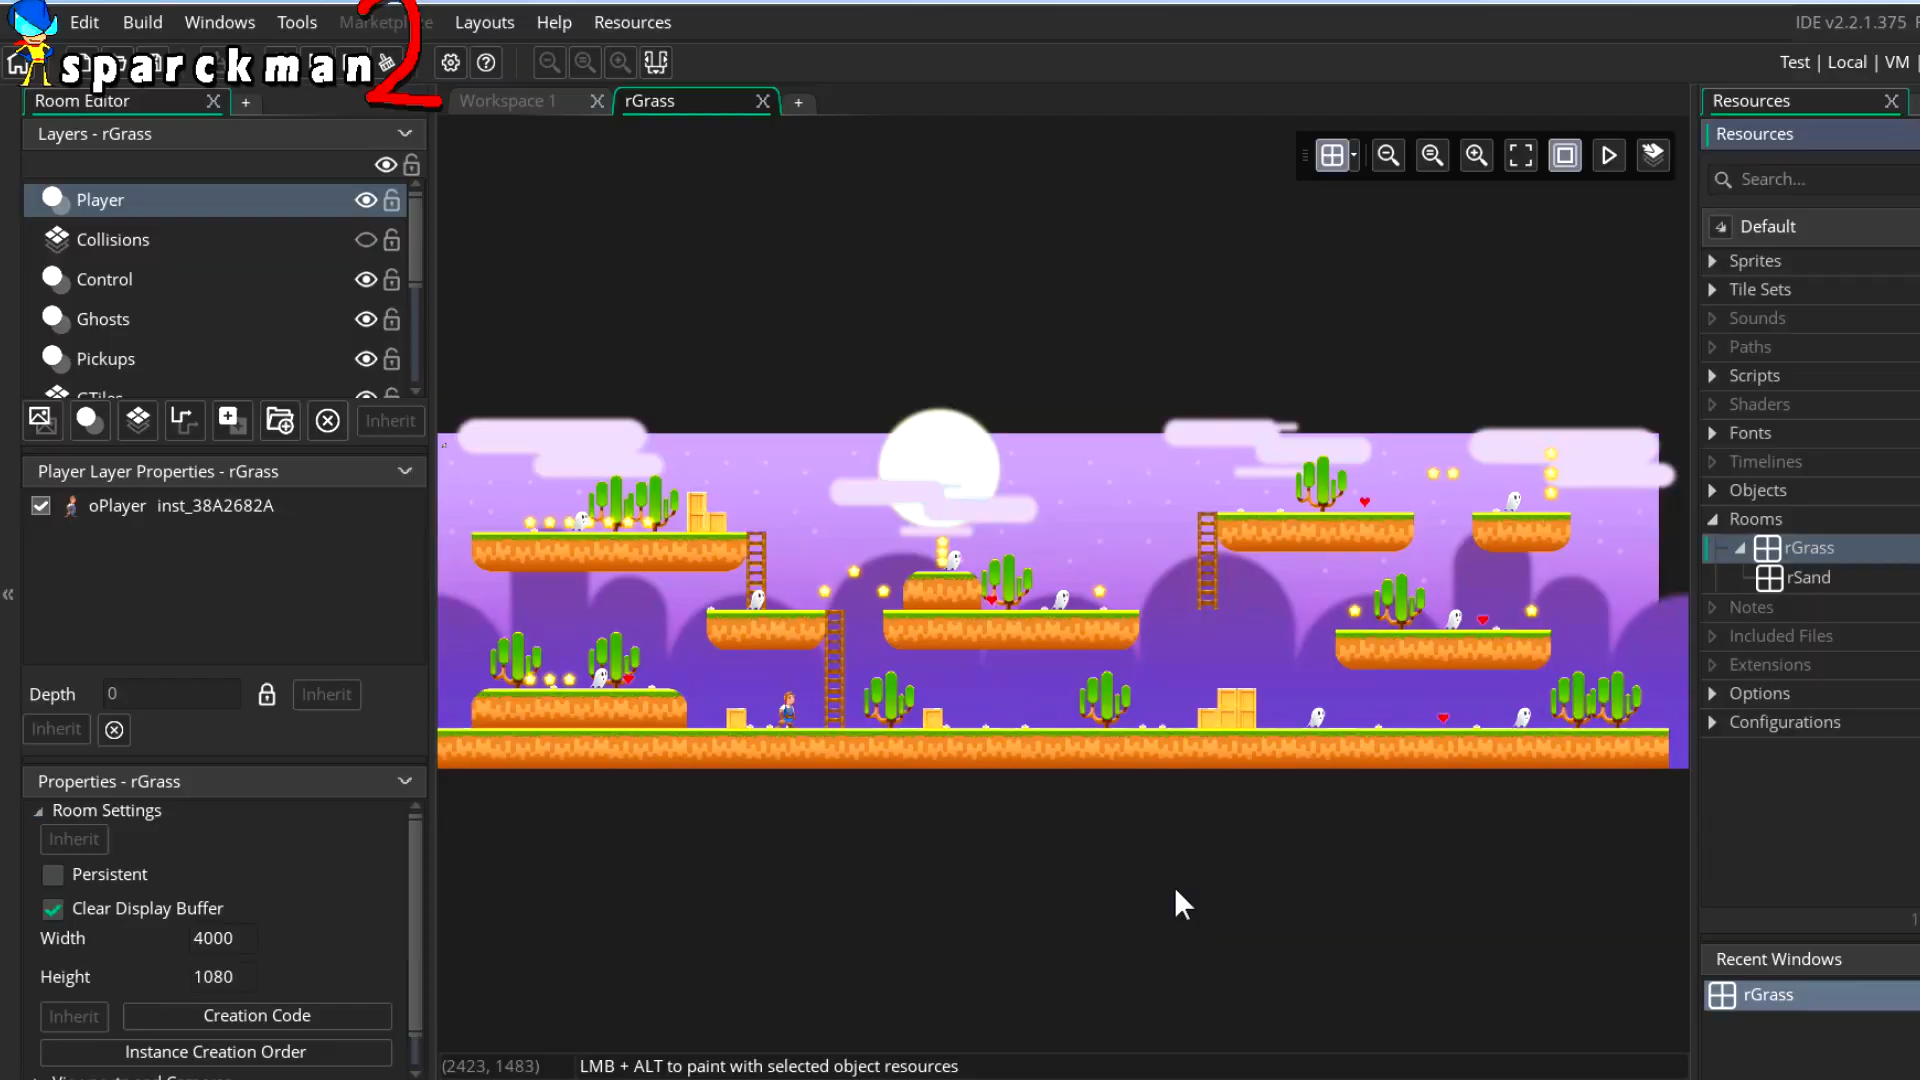 Edit Build Windows Tools Layouts Help Resources
IDE v2.2.1.375
sparckman
2
Test | Local | VM |
Room Editor
Workspace 1
rGrass
Resources
Layers - rGrass
Resources
Search...
Player
Collisions
Control
Ghosts
Pickups
Default
Sprites
Tile Sets
Sounds
Paths
Scripts
Shaders
Fonts
Timelines
Objects
Rooms
rGrass
rSand
Notes
Included Files
Extensions
Options
Configurations
Inherit
Player Layer Properties - rGrass
oPlayer inst_38A2682A
Depth 0 Inherit
Inherit
Properties - rGrass
Room Settings
Inherit
Persistent
Clear Display Buffer
Width 4000
Height 1080
Inherit Creation Code
Instance Creation Order
Recent Windows
rGrass
(2423, 1483) LMB + ALT to paint with selected object resources